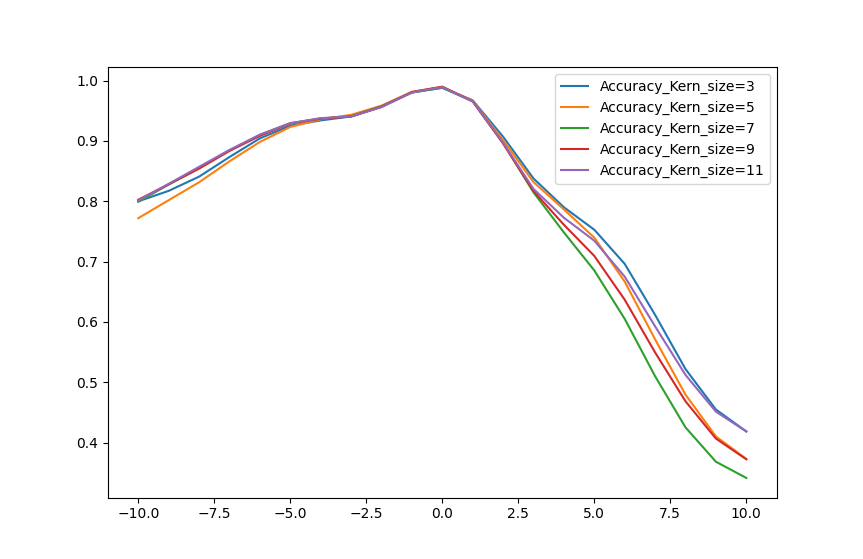 1.0
0.9
0.8
0.7
0.6
0.5
0.4
Accuracy_Kern_size=3
Accuracy_Kern_size=5
Accuracy_Kern_size=7
Accuracy_Kern_size=9
Accuracy_Kern_size=11
−10.0 −7.5 −5.0 −2.5 0.0 2.5 5.0 7.5 10.0